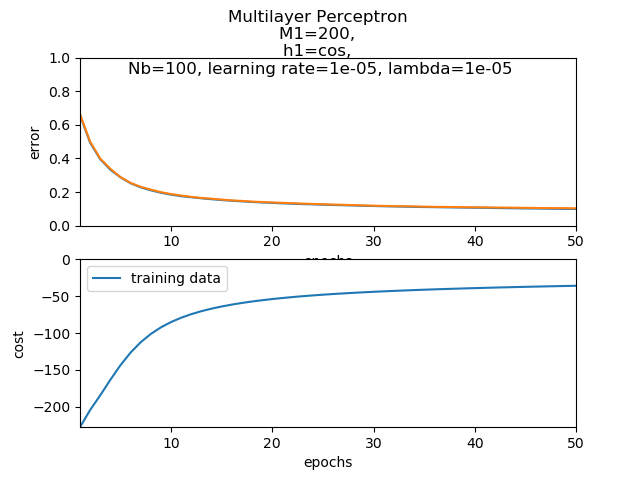 Multilayer Perceptron
M1=200,
h1=cos,
Nb=100, learning rate=1e-05, lambda=1e-05
1.0
0.8
0.6
0.4
0.2
0.0
error
10 20 30 40 50
epochs
0
−50
−100
−150
−200
cost
training data
10 20 30 40 50
epochs